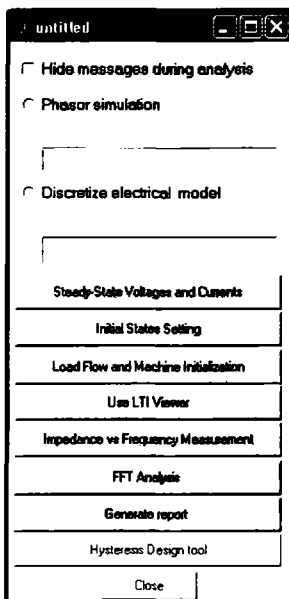 untitled
Hide messages during analysis
Phasor simulation
Discretize electrical model
Steady-State Voltages and Currents
Initial States Setting
Load Flow and Machine Initialization
Use LTI Viewer
Impedance vs Frequency Measurement
FFT Analysis
Generate report
Hysteresis Design tool
Close